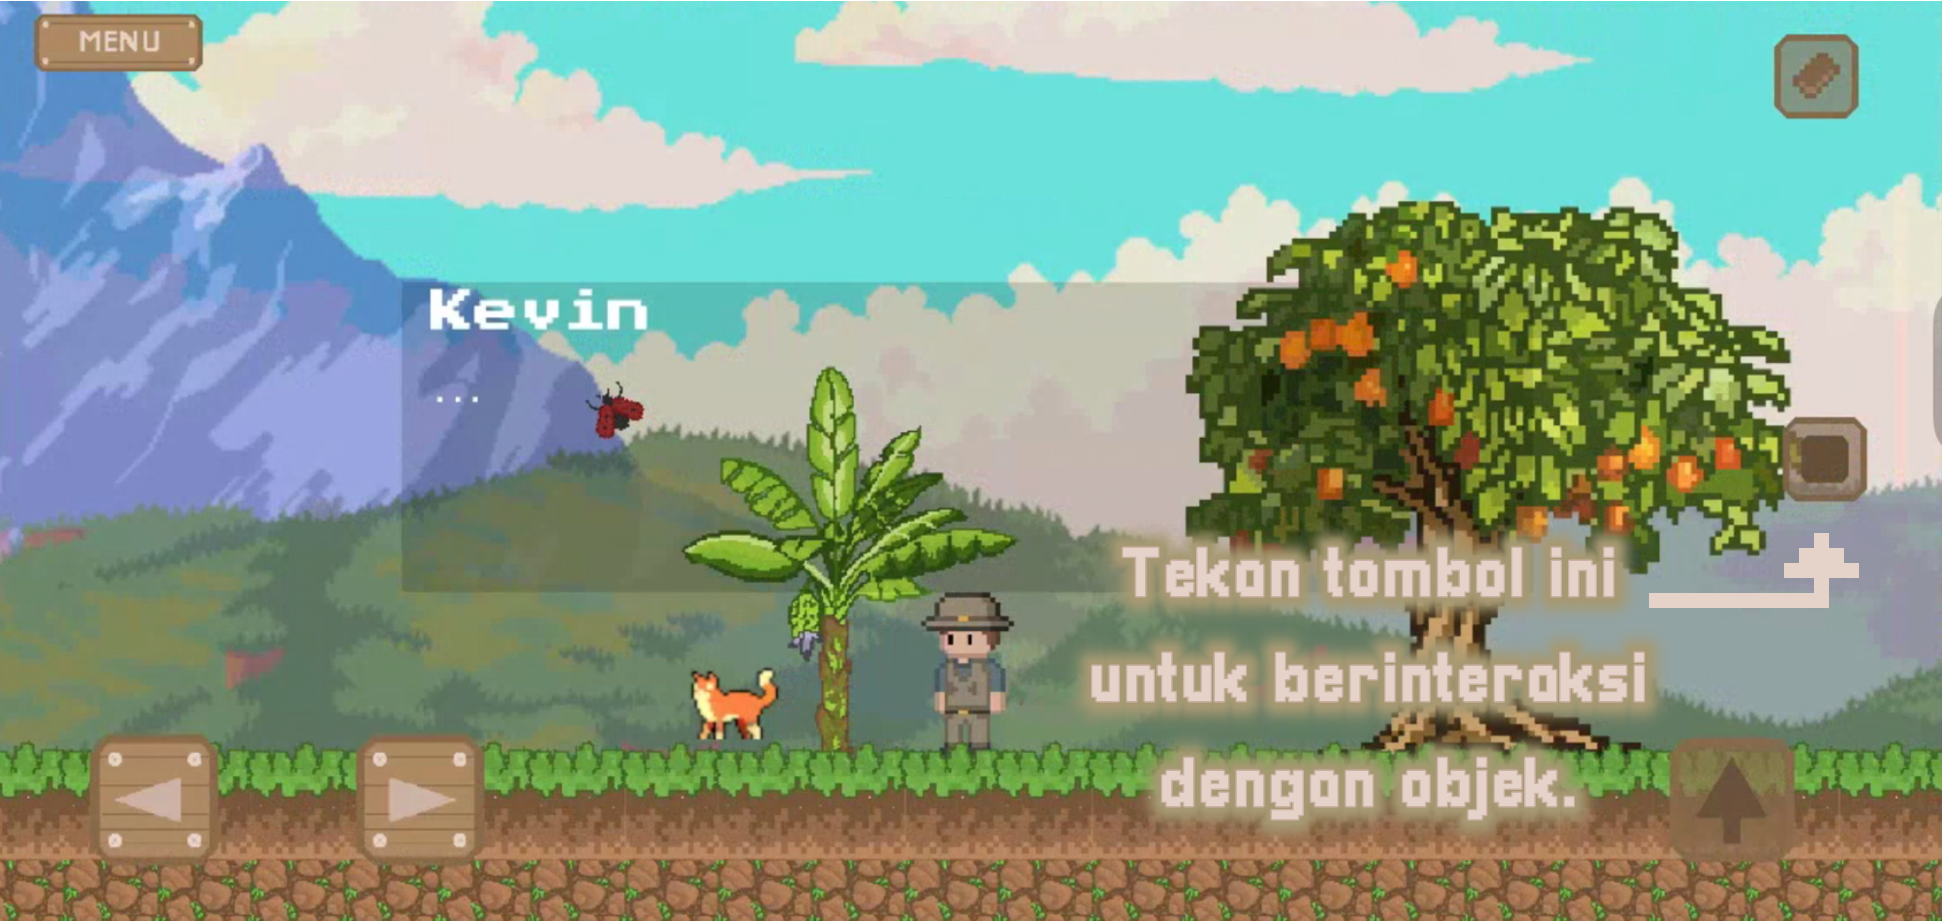 MENU
Kevin
...
Tekan tombol ini
untuk berinteraksi
dengan objek.